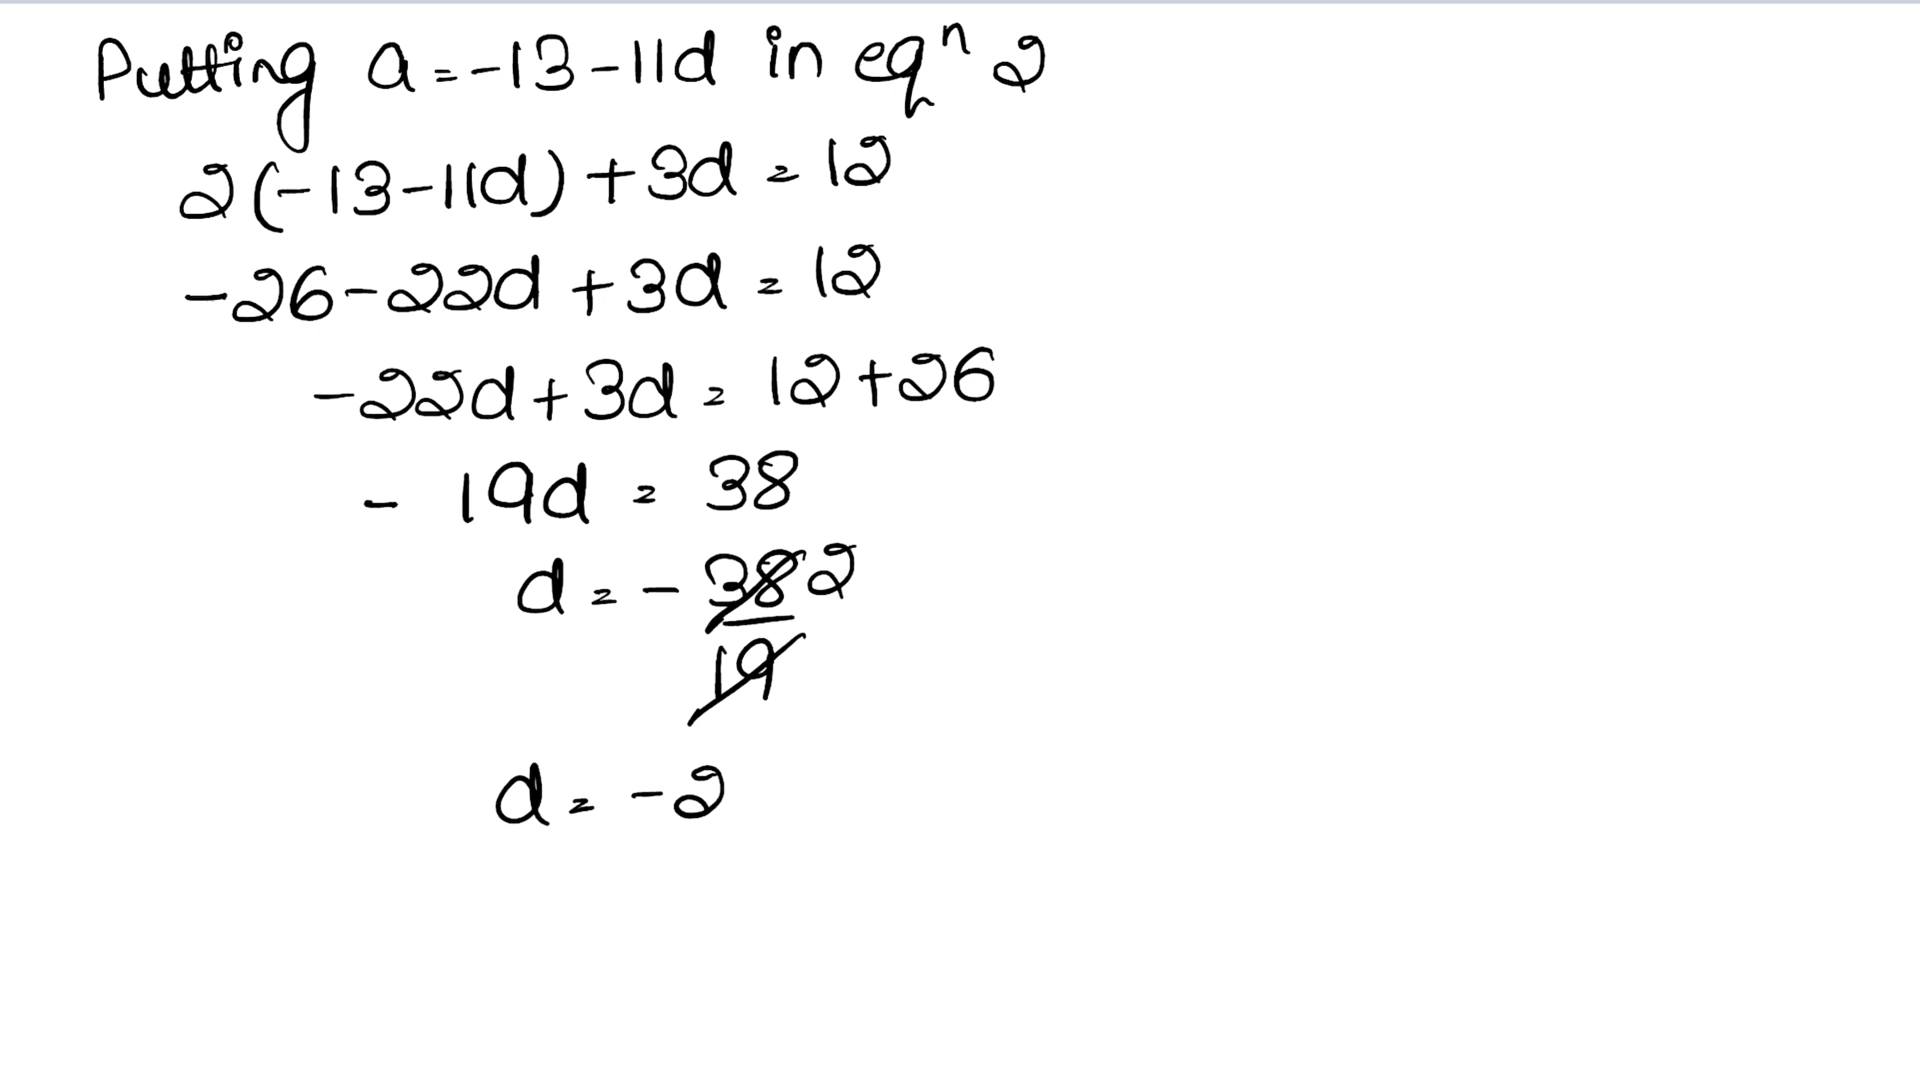 Putting a = -13 - 11d in eqⁿ 2
2(-13-11d) + 3d = 12
-26-22d + 3d = 12
-22d + 3d = 12 + 26
- 19d = 38
d = - 38 2
19
d = -2